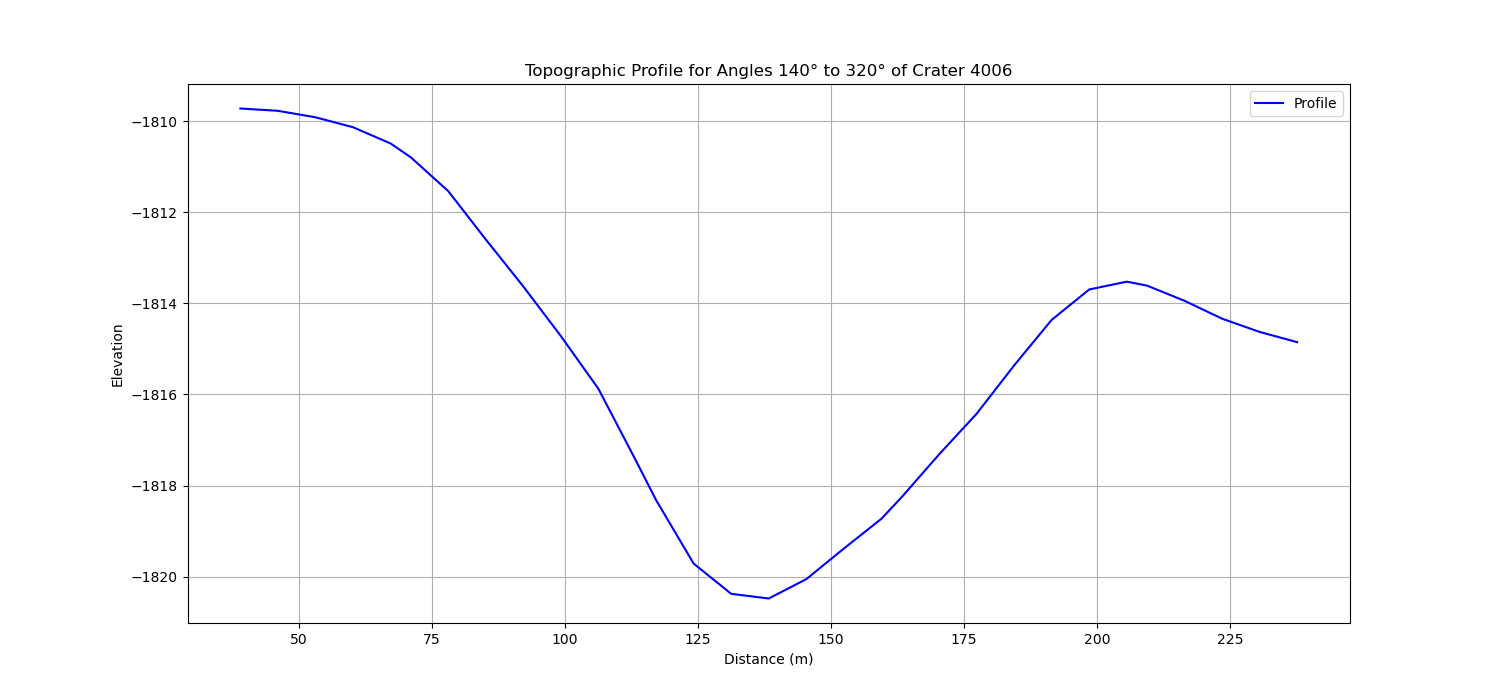 Topographic Profile for Angles 140° to 320° of Crater 4006
Profile
−1810
−1812
−1814
−1816
−1818
−1820
Elevation
50 75 100 125 150 175 200 225
Distance (m)